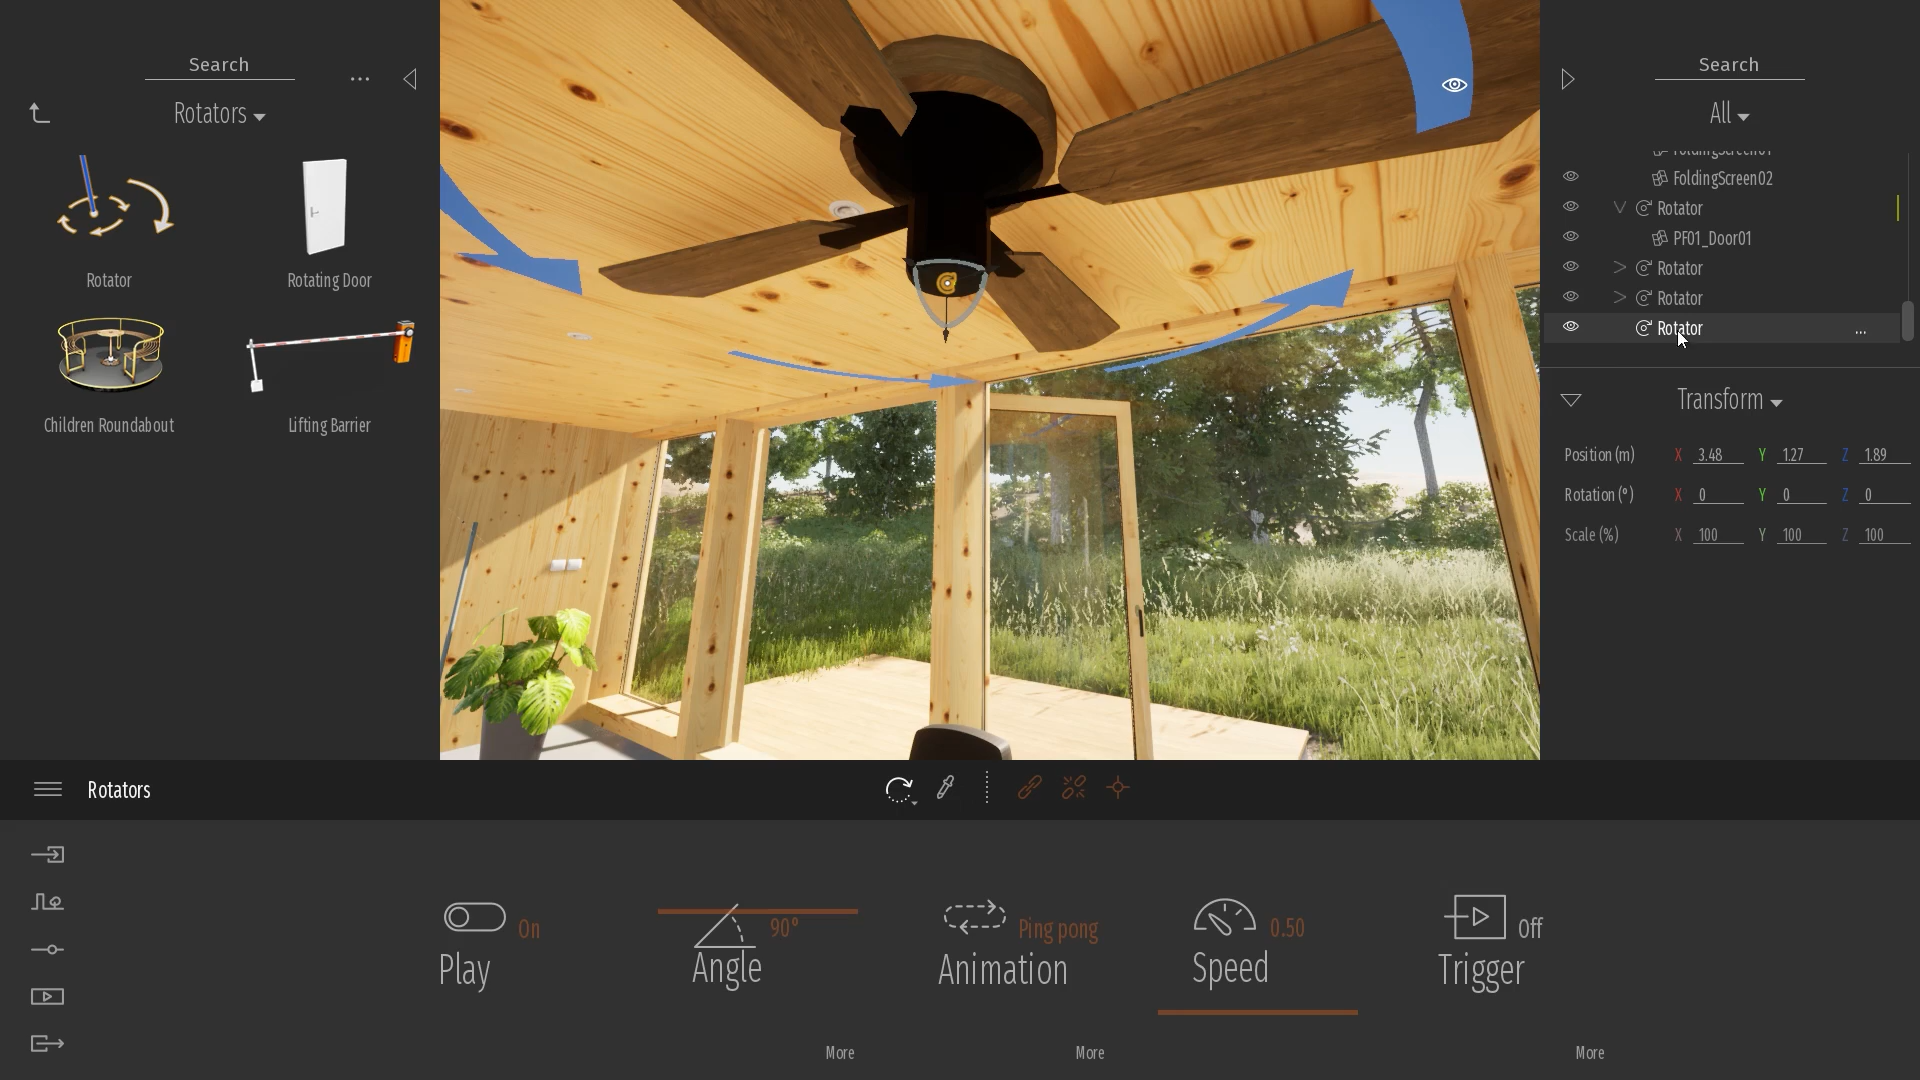 Search
...
Rotators
Rotator
Rotating Door
Children Roundabout
Lifting Barrier
Search
All
FoldingScreen01
FoldingScreen02
Rotator
PF01_Door01
Rotator
Rotator
Rotator
...
Transform
Position (m) X 3.48 Y 1.27 Z 1.89
Rotation (°) X 0 Y 0 Z 0
Scale (%) X 100 Y 100 Z 100
Rotators
On
Play
90°
Angle
Ping pong
Animation
0.50
Speed
Off
Trigger
More
More
More